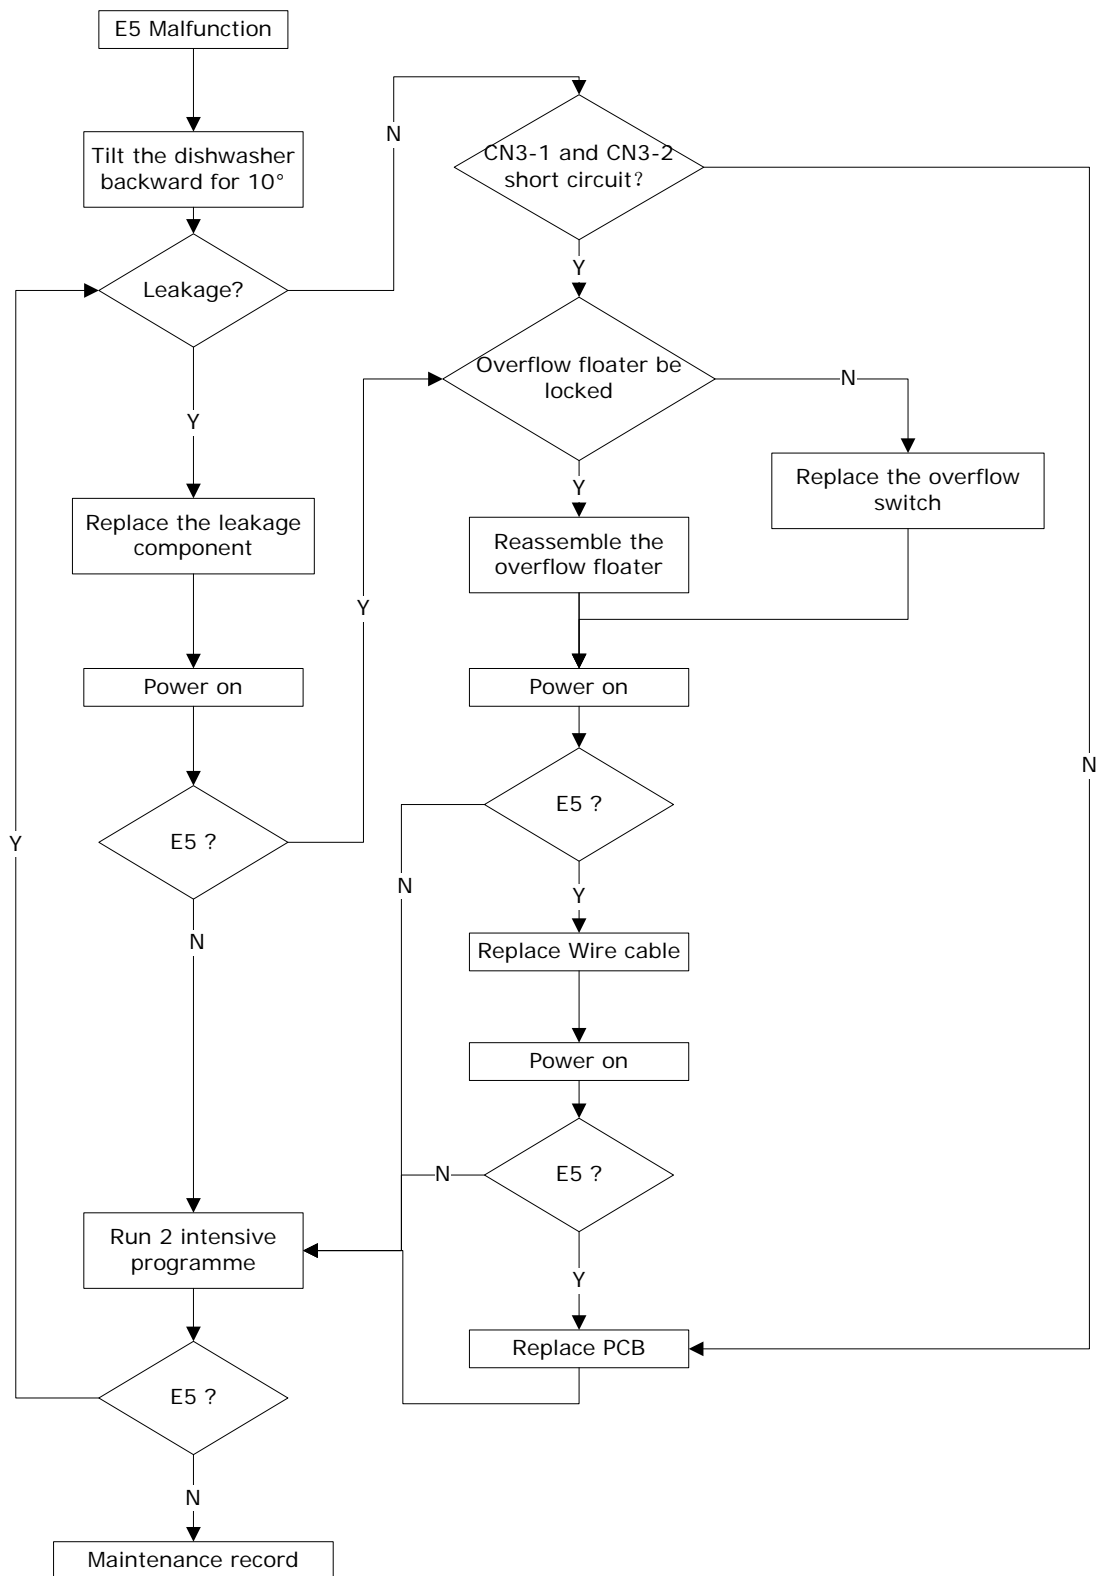 E5 Malfunction
Tilt the dishwasher
backward for 10°
Leakage?
Y
Replace the leakage
component
Power on
E5 ?
N
Run 2 intensive
programme
E5 ?
N
Maintenance record
Y
N
Y
CN3-1 and CN3-2
short circuit?
Y
Overflow floater be
locked
N
Replace the overflow
switch
Y
Reassemble the
overflow floater
Power on
E5 ?
N
Y
Replace Wire cable
Power on
E5 ?
N
Y
Replace PCB
N